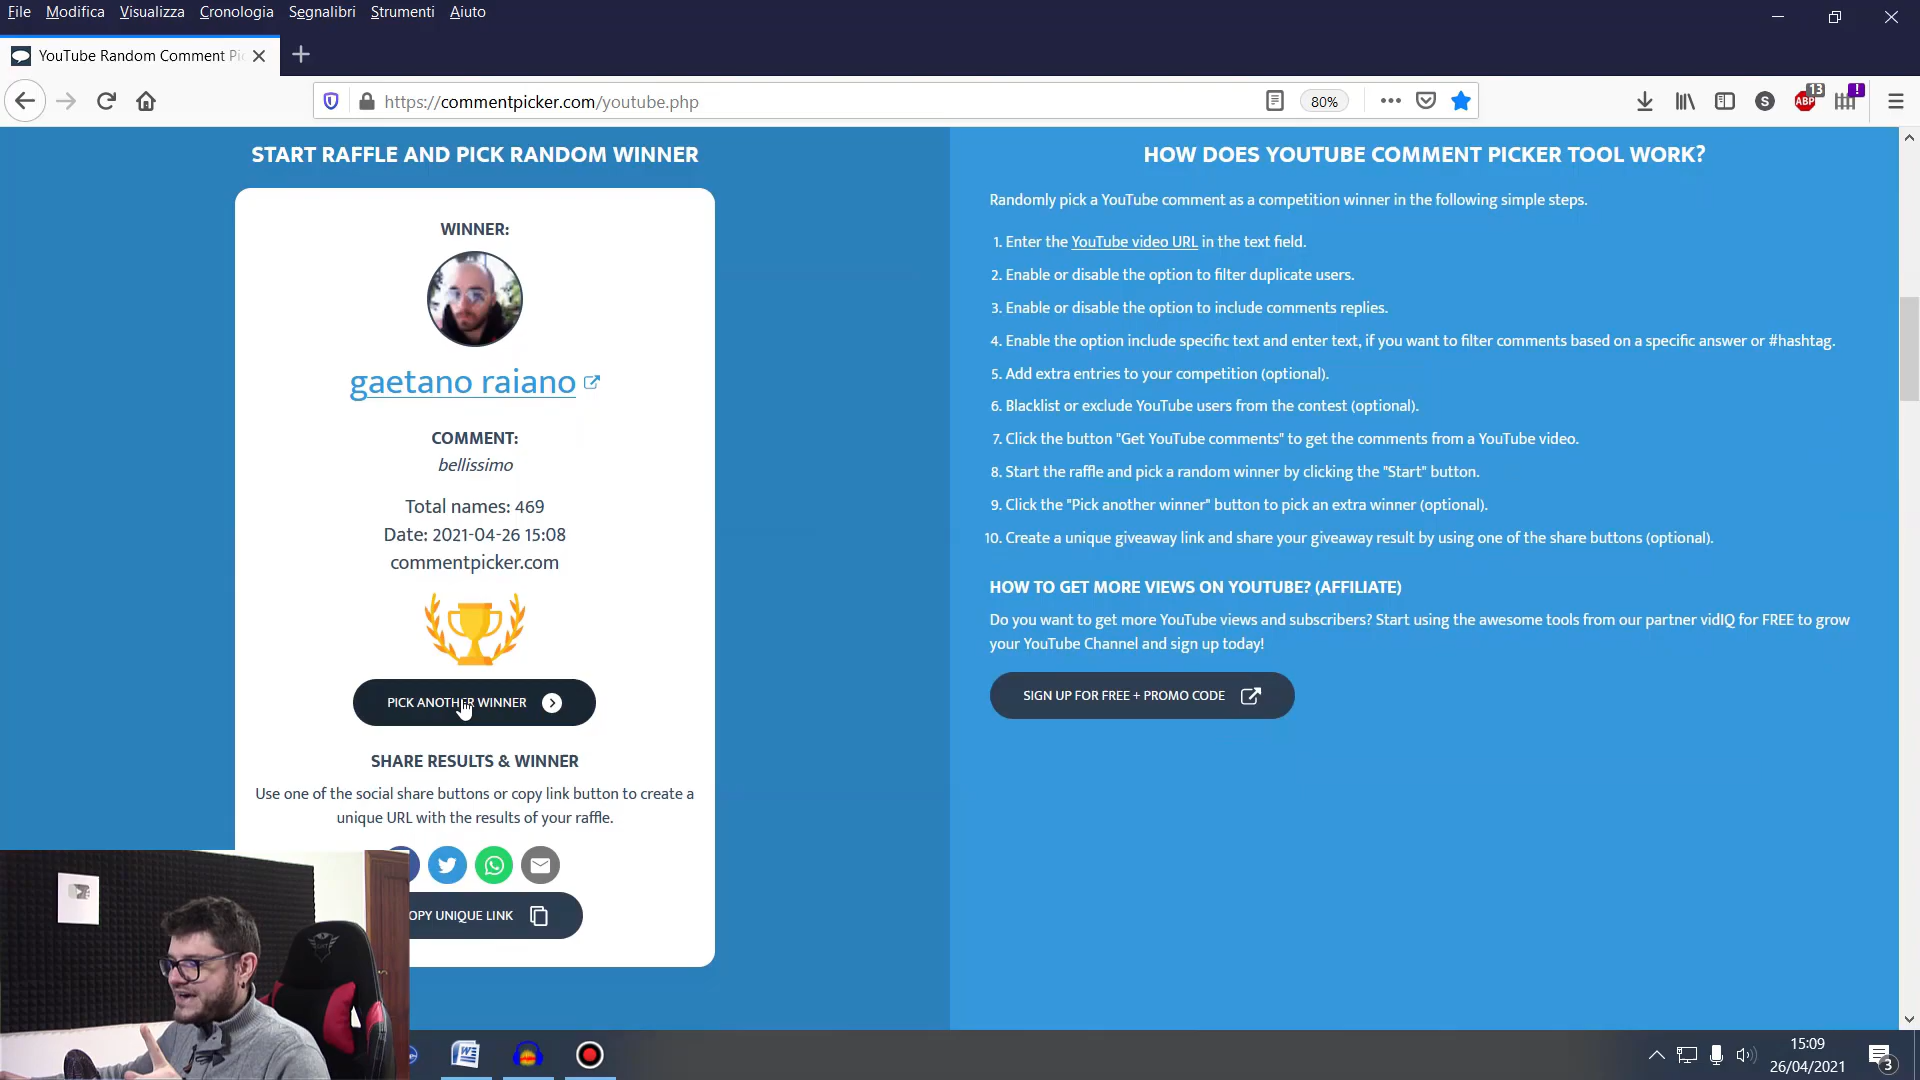 File Modifica Visualizza Cronologia Segnalibri Strumenti Aiuto
YouTube Random Comment Pic
https://commentpicker.com/youtube.php
80%
S
ABP
13
!
START RAFFLE AND PICK RANDOM WINNER
WINNER:
gaetano raiano
COMMENT:
bellissimo
Total names: 469
Date: 2021-04-26 15:08
commentpicker.com
PICK ANOTHER WINNER
SHARE RESULTS & WINNER
Use one of the social share buttons or copy link button to create a
unique URL with the results of your raffle.
OPY UNIQUE LINK
HOW DOES YOUTUBE COMMENT PICKER TOOL WORK?
Randomly pick a YouTube comment as a competition winner in the following simple steps.
1. Enter the YouTube video URL in the text field.
2. Enable or disable the option to filter duplicate users.
3. Enable or disable the option to include comments replies.
4. Enable the option include specific text and enter text, if you want to filter comments based on a specific answer or #hashtag.
5. Add extra entries to your competition (optional).
6. Blacklist or exclude YouTube users from the contest (optional).
7. Click the button "Get YouTube comments" to get the comments from a YouTube video.
8. Start the raffle and pick a random winner by clicking the "Start" button.
9. Click the "Pick another winner" button to pick an extra winner (optional).
10. Create a unique giveaway link and share your giveaway result by using one of the share buttons (optional).
HOW TO GET MORE VIEWS ON YOUTUBE? (AFFILIATE)
Do you want to get more YouTube views and subscribers? Start using the awesome tools from our partner vidIQ for FREE to grow
your YouTube Channel and sign up today!
SIGN UP FOR FREE + PROMO CODE
W
15:09
26/04/2021
3